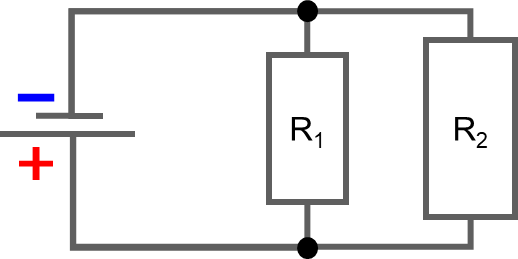 −
+
R₁
R₂